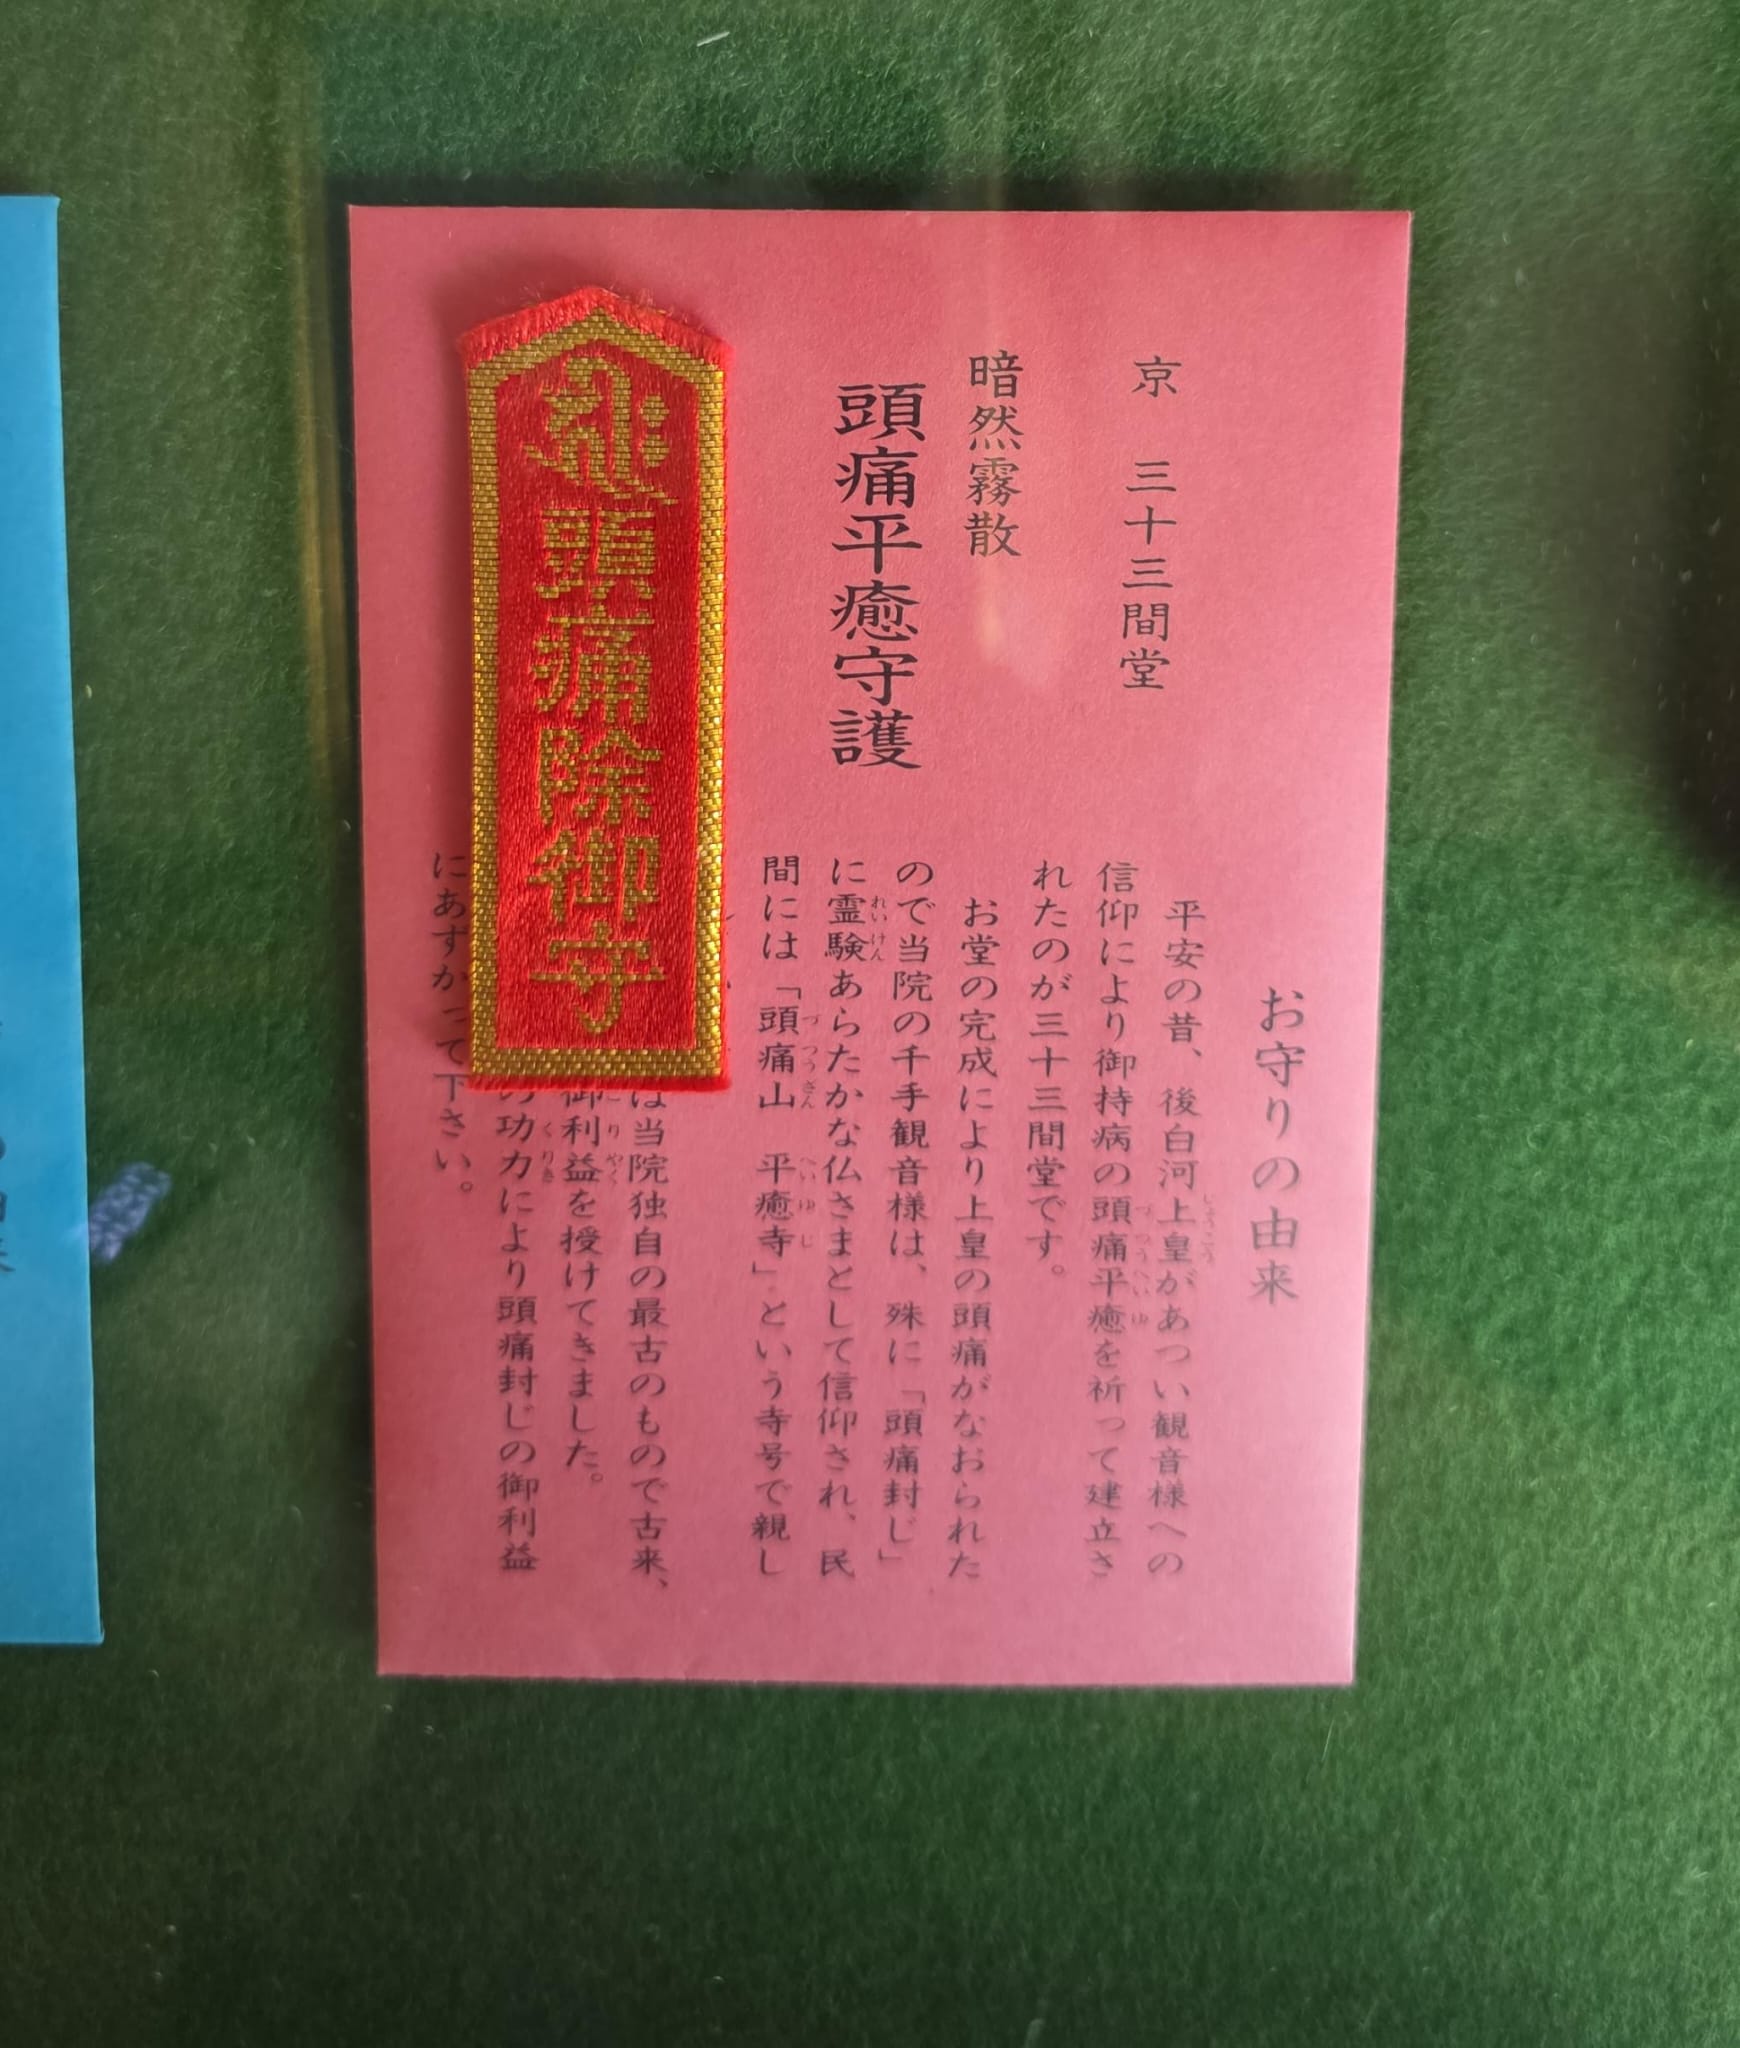 京 三十三間堂
暗然霧散
頭痛平癒守護
頭痛除御守
お守りの由来
平安の昔、後白河上皇があつい観音様への
信仰により御持病の頭痛平癒を祈って建立さ
れたのが三十三間堂です。
お堂の完成により上皇の頭痛がなおられた
ので当院の千手観音様は、殊に「頭痛封じ」
に霊験あらたかな仏さまとして信仰され、民
間には「頭痛山 平癒寺」という寺号で親し
は当院独自の最古のもので古来、
御利益を授けてきました。
の功力により頭痛封じの御利益
にあずかって下さい。